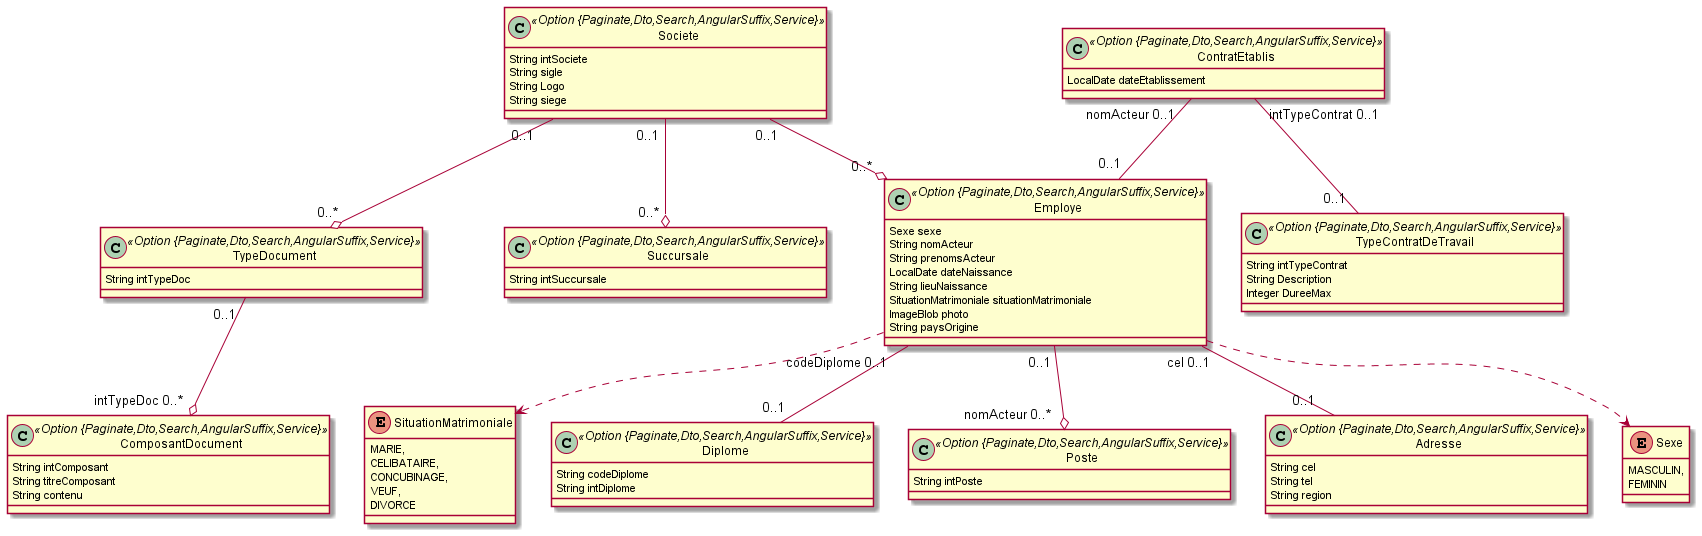 C «Option {Paginate,Dto,Search,AngularSuffix,Service}»
Societe
String intSociete
String sigle
String Logo
String siege
C «Option {Paginate,Dto,Search,AngularSuffix,Service}»
ContratEtablis
LocalDate dateEtablissement
0..1
0..1
0..1
nomActeur 0..1
intTypeContrat 0..1
0..*
0..*
0..*
0..1
0..1
C «Option {Paginate,Dto,Search,AngularSuffix,Service}»
TypeDocument
String intTypeDoc
C «Option {Paginate,Dto,Search,AngularSuffix,Service}»
Succursale
String intSuccursale
C «Option {Paginate,Dto,Search,AngularSuffix,Service}»
Employe
Sexe sexe
String nomActeur
String prenomsActeur
LocalDate dateNaissance
String lieuNaissance
SituationMatrimoniale situationMatrimoniale
ImageBlob photo
String paysOrigine
C «Option {Paginate,Dto,Search,AngularSuffix,Service}»
TypeContratDeTravail
String intTypeContrat
String Description
Integer DureeMax
0..1
codeDiplome 0..1
0..1
cel 0..1
intTypeDoc 0..*
0..1
nomActeur 0..*
0..1
C «Option {Paginate,Dto,Search,AngularSuffix,Service}»
ComposantDocument
String intComposant
String titreComposant
String contenu
E SituationMatrimoniale
MARIE,
CELIBATAIRE,
CONCUBINAGE,
VEUF,
DIVORCE
C «Option {Paginate,Dto,Search,AngularSuffix,Service}»
Diplome
String codeDiplome
String intDiplome
C «Option {Paginate,Dto,Search,AngularSuffix,Service}»
Poste
String intPoste
C «Option {Paginate,Dto,Search,AngularSuffix,Service}»
Adresse
String cel
String tel
String region
E Sexe
MASCULIN,
FEMININ